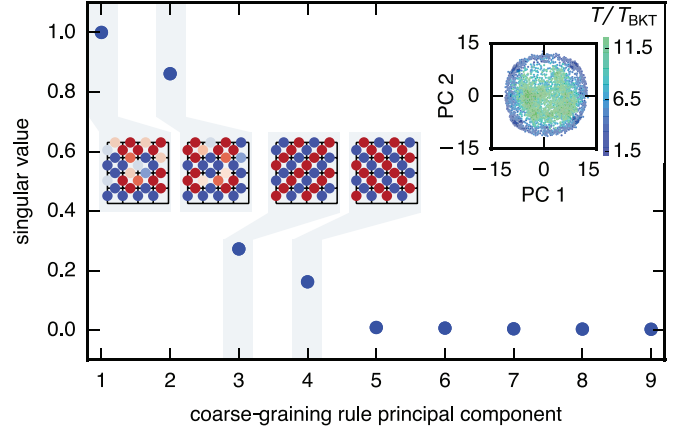 1.0
0.8
0.6
0.4
0.2
0.0
singular value
1 2 3 4 5 6 7 8 9
coarse-graining rule principal component
T/T_BKT
15
0
−15
PC 2
−15 0 15
PC 1
11.5
6.5
1.5